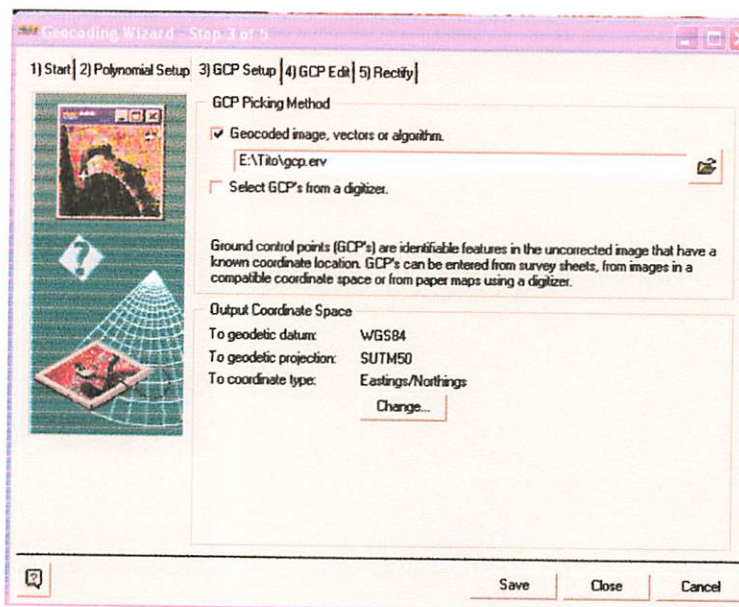 Geocoding Wizard - Step 3 of 5
1) Start 2) Polynomial Setup 3) GCP Setup 4) GCP Edit 5) Rectify
GCP Picking Method
Geocoded image, vectors or algorithm.
E:\Tito\gcp.erv
Select GCP's from a digitizer.
Ground control points (GCP's) are identifiable features in the uncorrected image that have a
known coordinate location. GCP's can be entered from survey sheets, from images in a
compatible coordinate space or from paper maps using a digitizer.
Output Coordinate Space
To geodetic datum: WGS84
To geodetic projection: SUTM50
To coordinate type: Eastings/Northings
Change...
Save Close Cancel